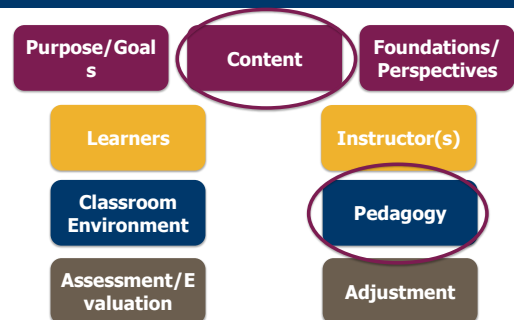 Purpose/Goal
s
Content
Foundations/
Perspectives
Learners
Instructor(s)
Classroom
Environment
Pedagogy
Assessment/E
valuation
Adjustment